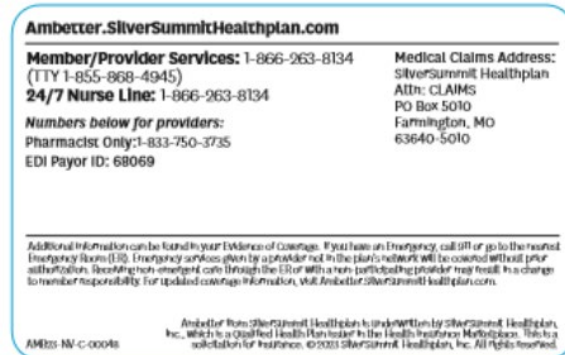 Ambetter.SilverSummitHealthplan.com
Member/Provider Services: 1-866-263-8134
(TTY 1-855-868-4945)
24/7 Nurse Line: 1-866-263-8134
Numbers below for providers:
Pharmacist Only:1-833-750-3735
EDI Payor ID: 68069
Medical Claims Address:
SilverSummit Healthplan
Attn: CLAIMS
PO Box 5010
Farmington, MO
63640-5010
Additional information can be found in your Evidence of Coverage. If you have an Emergency, call 911 or go to the nearest
Emergency Room (ER). Emergency services given by a provider not in the plan's network will be covered without prior
authorization. Receiving non-emergent care through the ER or with a non-participating provider may result in a change
to member responsibility. For updated coverage information, visit Ambetter.SilverSummitHealthplan.com.
Ambetter from SilverSummit Healthplan is underwritten by SilverSummit Healthplan,
Inc., which is a Qualified Health Plan issuer in the Health Insurance Marketplace. This is a
solicitation for insurance. © 2023 SilverSummit Healthplan, Inc. All rights reserved.
AMB23-NV-C-00048